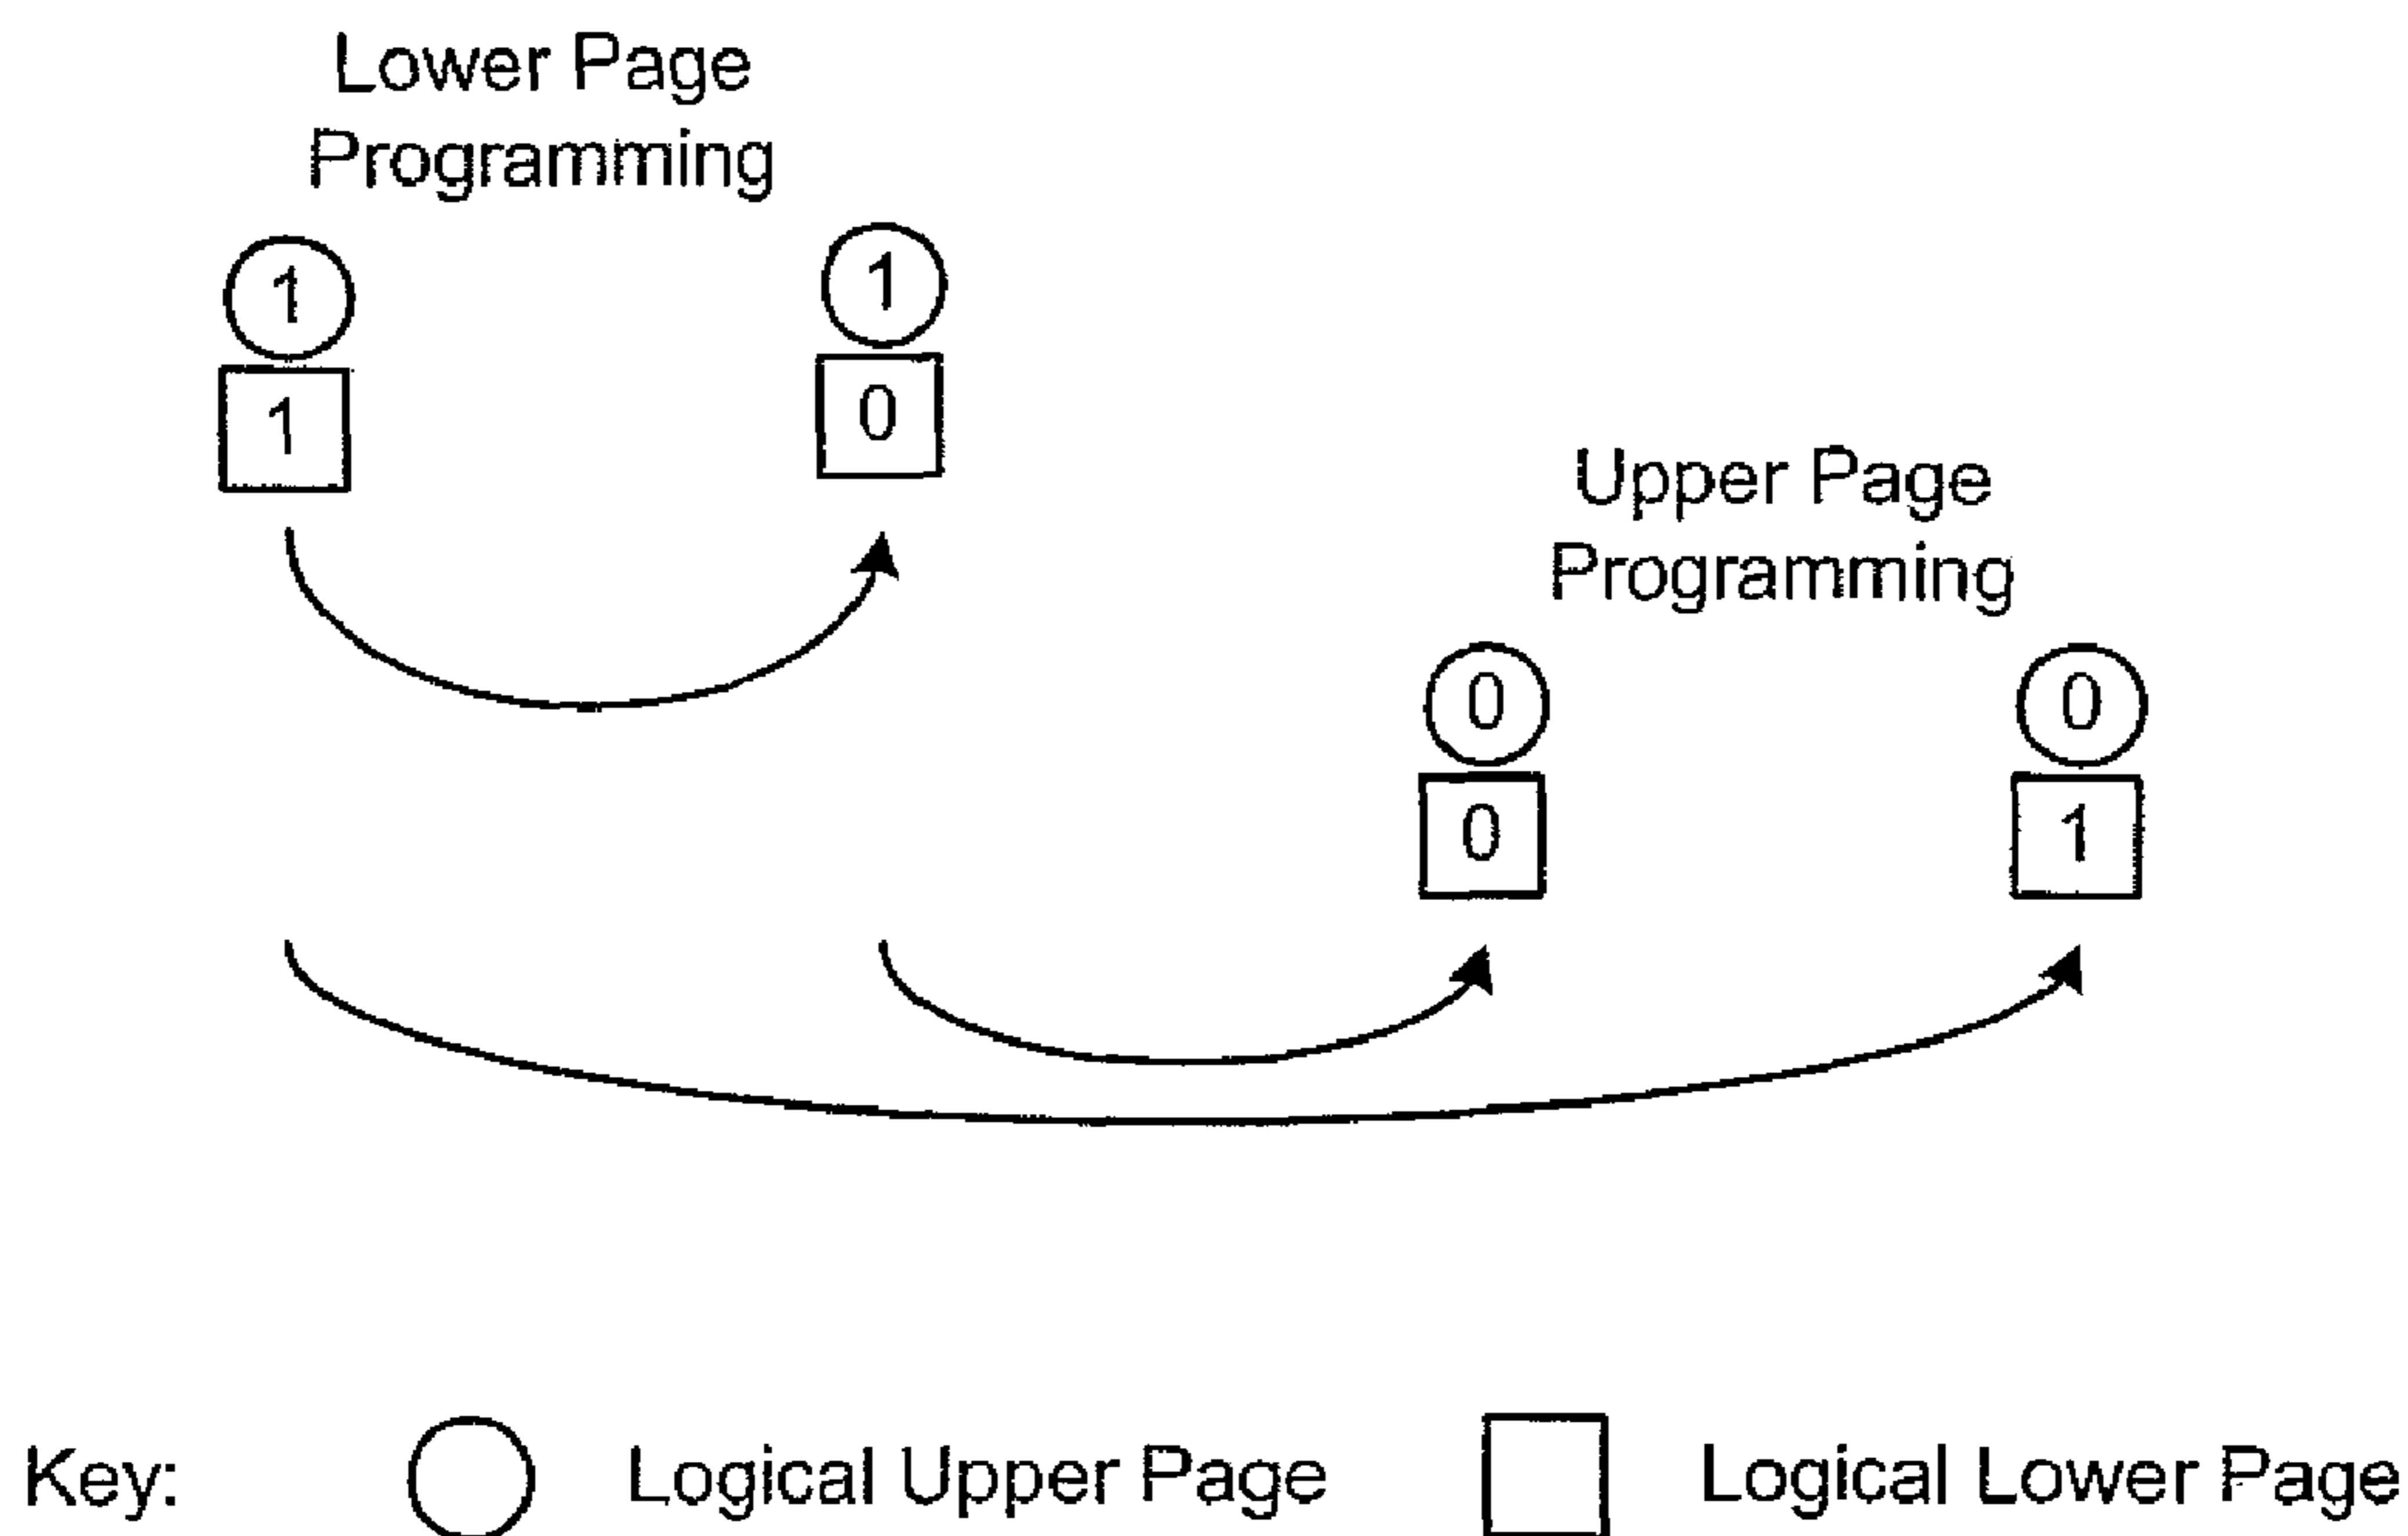 Lower Page
Programming
1 1
1 0
Upper Page
Programming
0 0
0 1
Key: Logical Upper Page Logical Lower Page